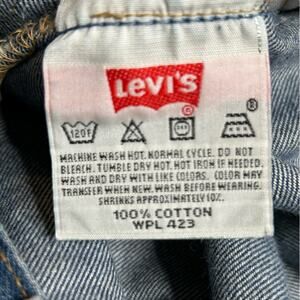 LEVI'S
®
120F
®
MACHINE WASH HOT. NORMAL CYCLE. DO NOT
BLEACH. TUMBLE DRY HOT. HOT IRON IF NEEDED.
WASH AND DRY WITH LIKE COLORS. COLOR MAY
TRANSFER WHEN NEW. WASH BEFORE WEARING.
SHRINKS APPROXIMATELY 10%.
100% COTTON
WPL 423